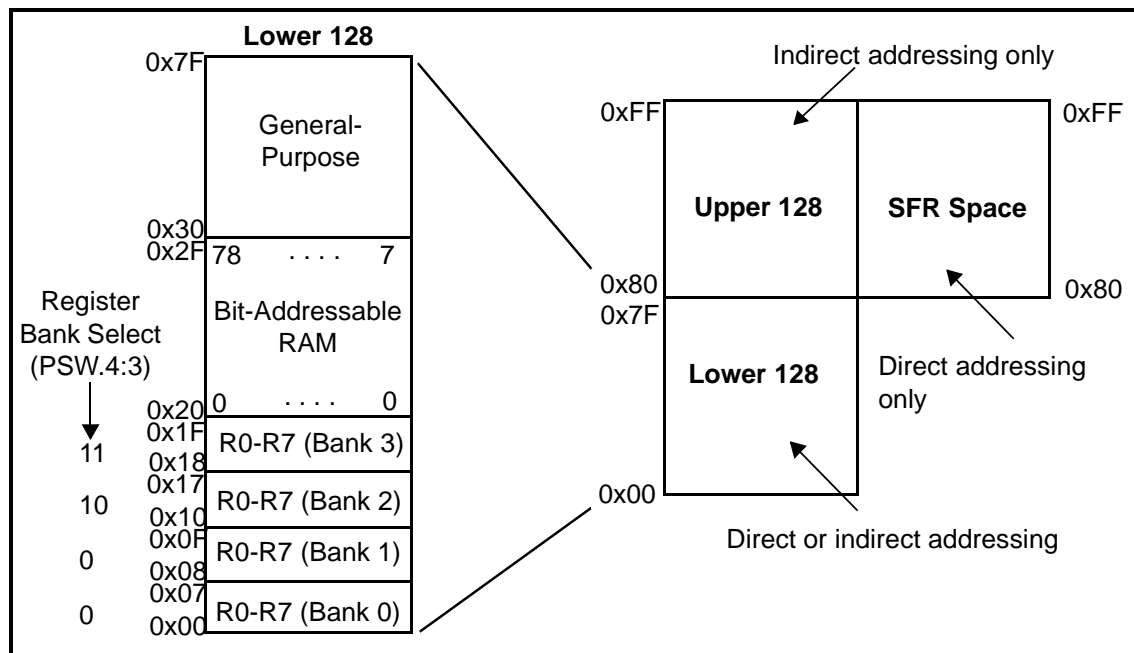 Lower 128
0x7F
General-
Purpose
0x30
0x2F
78 . . . . 7
Bit-Addressable
RAM
0x20
0 . . . . 0
Register
Bank Select
(PSW.4:3)
0x1F
11
R0-R7 (Bank 3)
0x18
0x17
10
R0-R7 (Bank 2)
0x10
0x0F
0
R0-R7 (Bank 1)
0x08
0x07
0
R0-R7 (Bank 0)
0x00
Indirect addressing only
0xFF
0xFF
Upper 128
SFR Space
0x80
0x80
0x7F
Lower 128
Direct addressing
only
0x00
Direct or indirect addressing